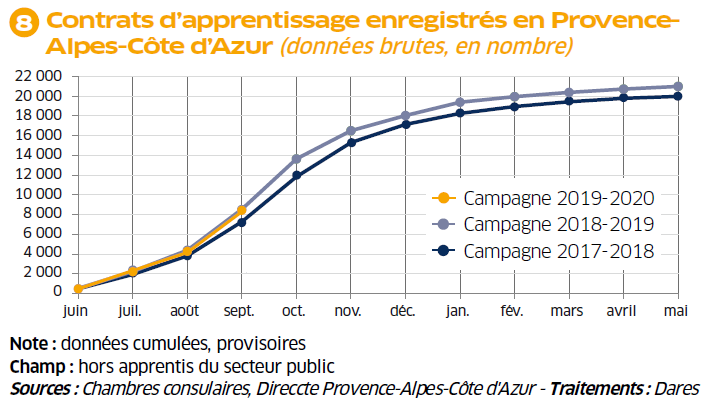 8 Contrats d'apprentissage enregistrés en Provence-
Alpes-Côte d'Azur (données brutes, en nombre)
22 000
20 000
18 000
16 000
14 000
12 000
10 000
8 000
6 000
4 000
2 000
0
Campagne 2019-2020
Campagne 2018-2019
Campagne 2017-2018
juin juil. août sept. oct. nov. déc. jan. fév. mars avril mai
Note : données cumulées, provisoires
Champ : hors apprentis du secteur public
Sources : Chambres consulaires, Direccte Provence-Alpes-Côte d'Azur - Traitements : Dares